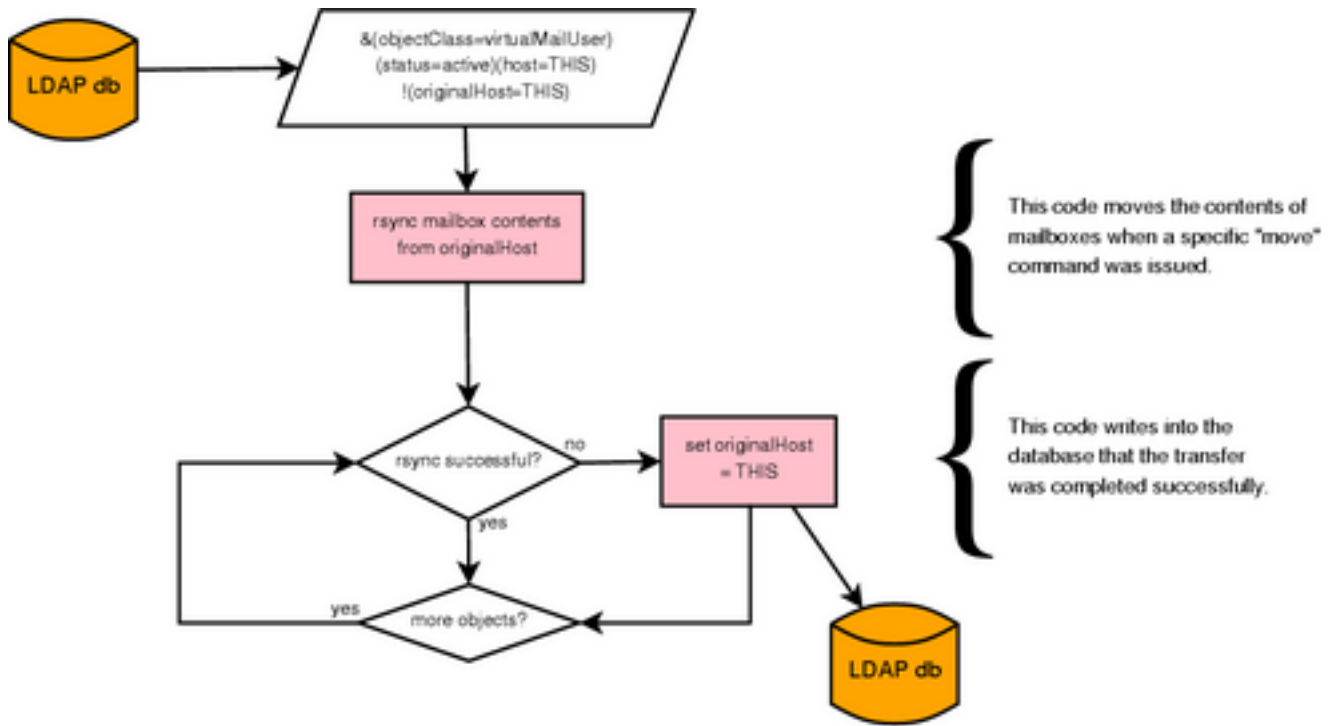 LDAP db
&(objectClass=virtualMailUser)
(status=active)(host=THIS)
!(originalHost=THIS)
rsync mailbox contents
from originalHost
This code moves the contents of
mailboxes when a specific "move"
command was issued.
rsync successful?
no
set originalHost
= THIS
This code writes into the
database that the transfer
was completed successfully.
yes
yes
more objects?
LDAP db